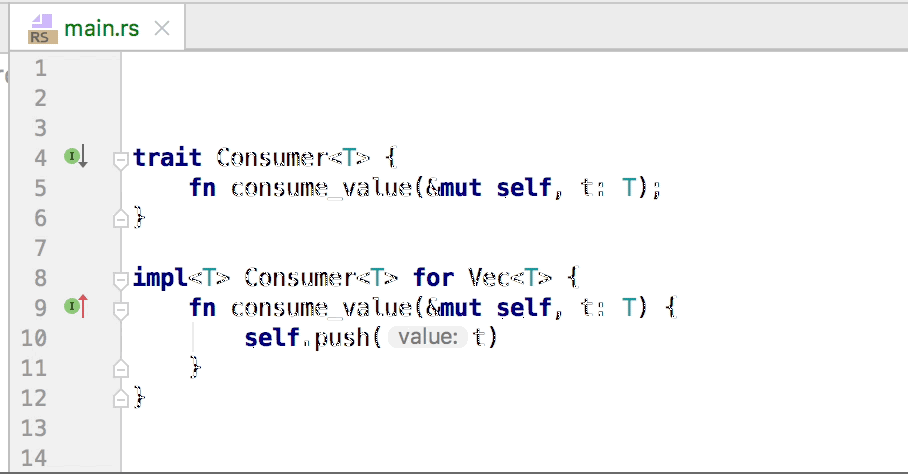 RS main.rs
1
2
3
4 I trait Consumer<T> {
5 fn consume_value(&mut self, t: T);
6 }
7
8 impl<T> Consumer<T> for Vec<T> {
9 I fn consume_value(&mut self, t: T) {
10 self.push( value: t)
11 }
12 }
13
14